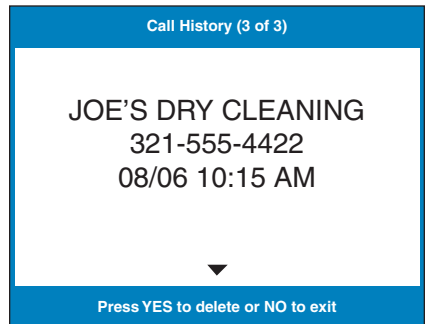 Call History (3 of 3)
JOE'S DRY CLEANING
321-555-4422
08/06 10:15 AM
Press YES to delete or NO to exit